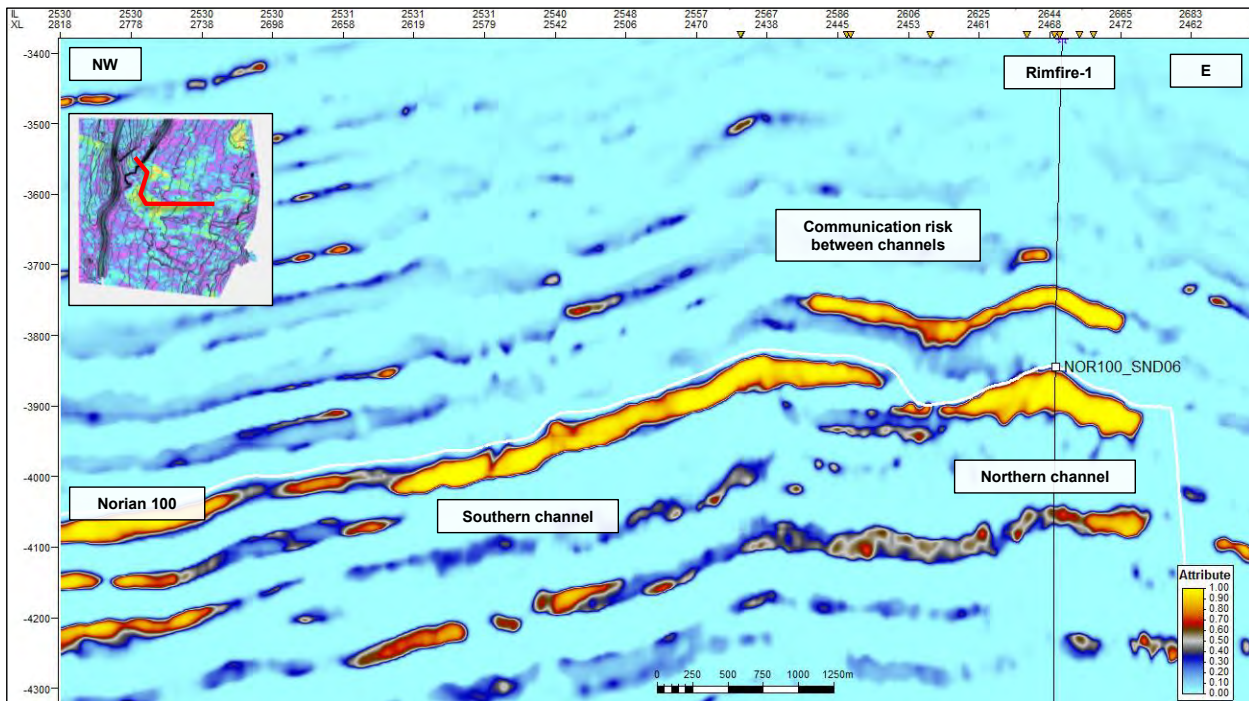 IL 2530 2530 2530 2530 2531 2531 2531 2540 2548 2557 2567 2586 2606 2625 2644 2665 2683
XL 2818 2778 2738 2698 2658 2619 2579 2542 2506 2470 2437 2445 2453 2461 2468 2472 2462
NW
Rimfire-1
E
-3400
-3500
-3600
Communication risk
between channels
-3700
-3800
NOR100_SND06
-3900
-4000
Norian 100
Southern channel
Northern channel
-4100
Attribute
1.00
0.90
0.80
0.70
0.60
0.50
0.40
0.30
0.20
0.10
0.00
-4200
0 250 500 750 1000 1250m
-4300